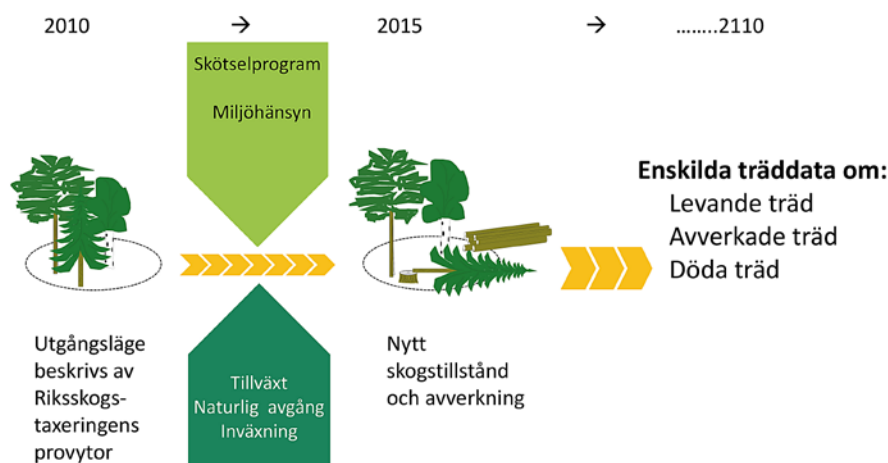 2010 → 2015 → ........2110
Skötselprogram
Miljöhänsyn
Enskilda träddata om:
Levande träd
Avverkade träd
Döda träd
Utgångsläge
beskrivs av
Riksskogs-
taxeringens
provytor
Tillväxt
Naturlig avgång
Inväxning
Nytt
skogstillstånd
och avverkning